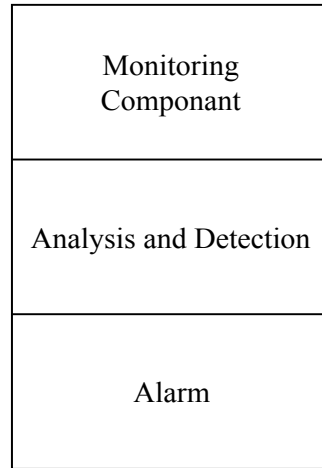 Monitoring
Componant
Analysis and Detection
Alarm